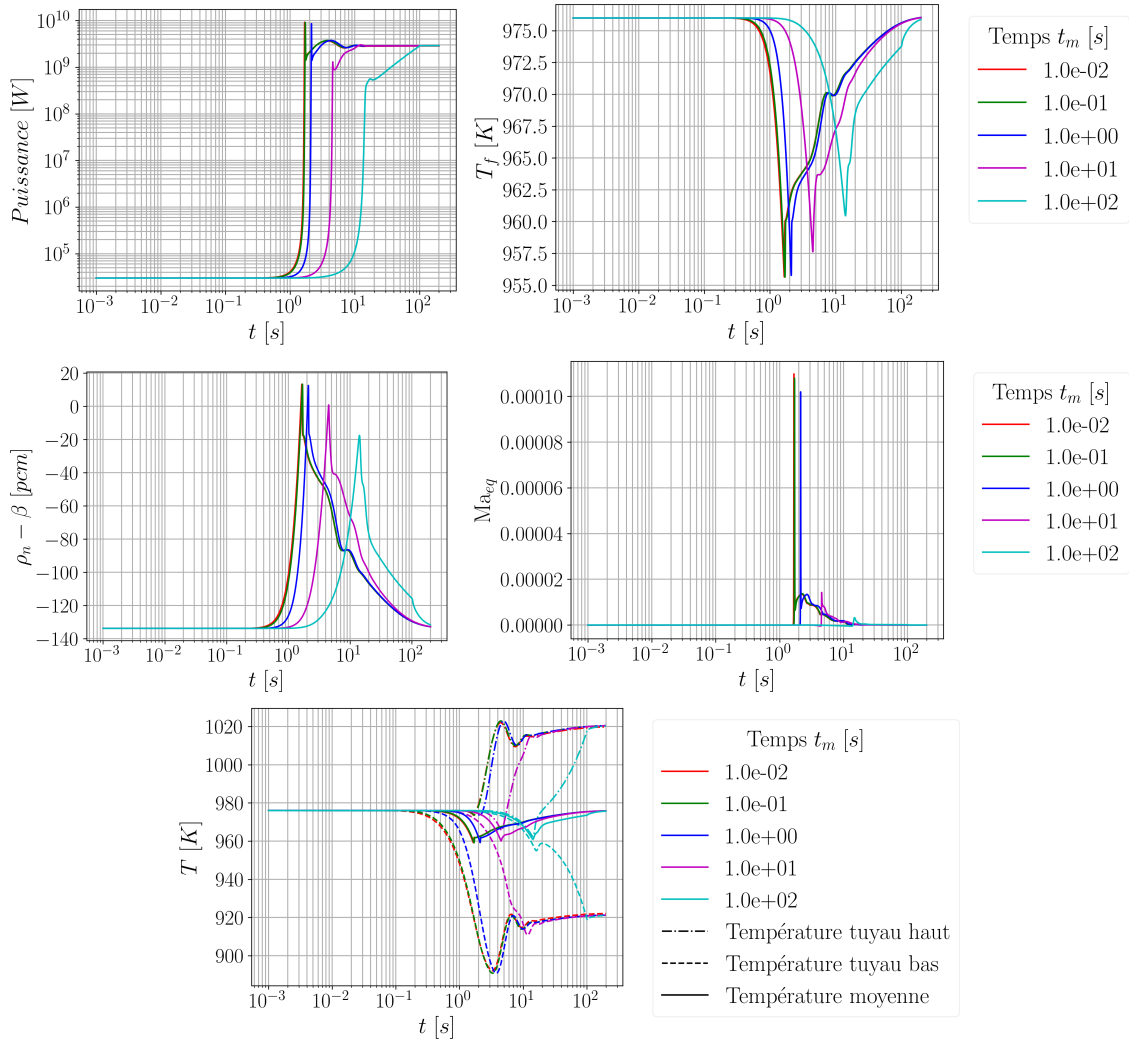 Puissance [W]
10^10
10^9
10^8
10^7
10^6
10^5
10^-3
10^-2
10^-1
10^0
10^1
10^2
t [s]
T_f [K]
975.0
972.5
970.0
967.5
965.0
962.5
960.0
957.5
955.0
10^-3
10^-2
10^-1
10^0
10^1
10^2
t [s]
Temps t_m [s]
1.0e-02
1.0e-01
1.0e+00
1.0e+01
1.0e+02
ρ_n − β [pcm]
20
0
−20
−40
−60
−80
−100
−120
−140
10^-3
10^-2
10^-1
10^0
10^1
10^2
t [s]
Ma_eq
0.00010
0.00008
0.00006
0.00004
0.00002
0.00000
10^-3
10^-2
10^-1
10^0
10^1
10^2
t [s]
Temps t_m [s]
1.0e-02
1.0e-01
1.0e+00
1.0e+01
1.0e+02
T [K]
1020
1000
980
960
940
920
900
10^-3
10^-2
10^-1
10^0
10^1
10^2
t [s]
Temps t_m [s]
1.0e-02
1.0e-01
1.0e+00
1.0e+01
1.0e+02
Température tuyau haut
Température tuyau bas
Température moyenne